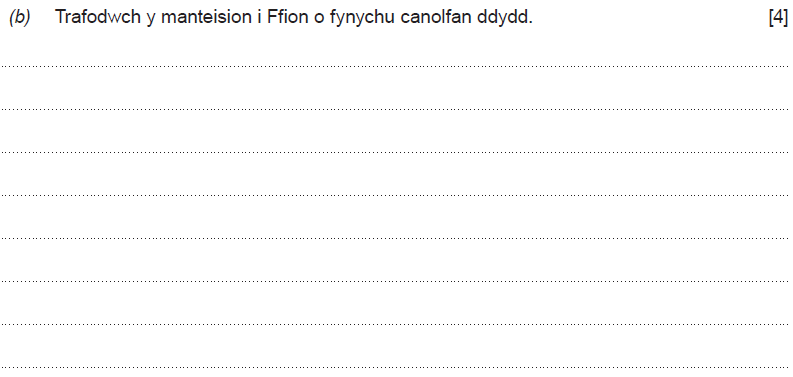 (b) Trafodwch y manteision i Ffion o fynychu canolfan ddydd. [4]